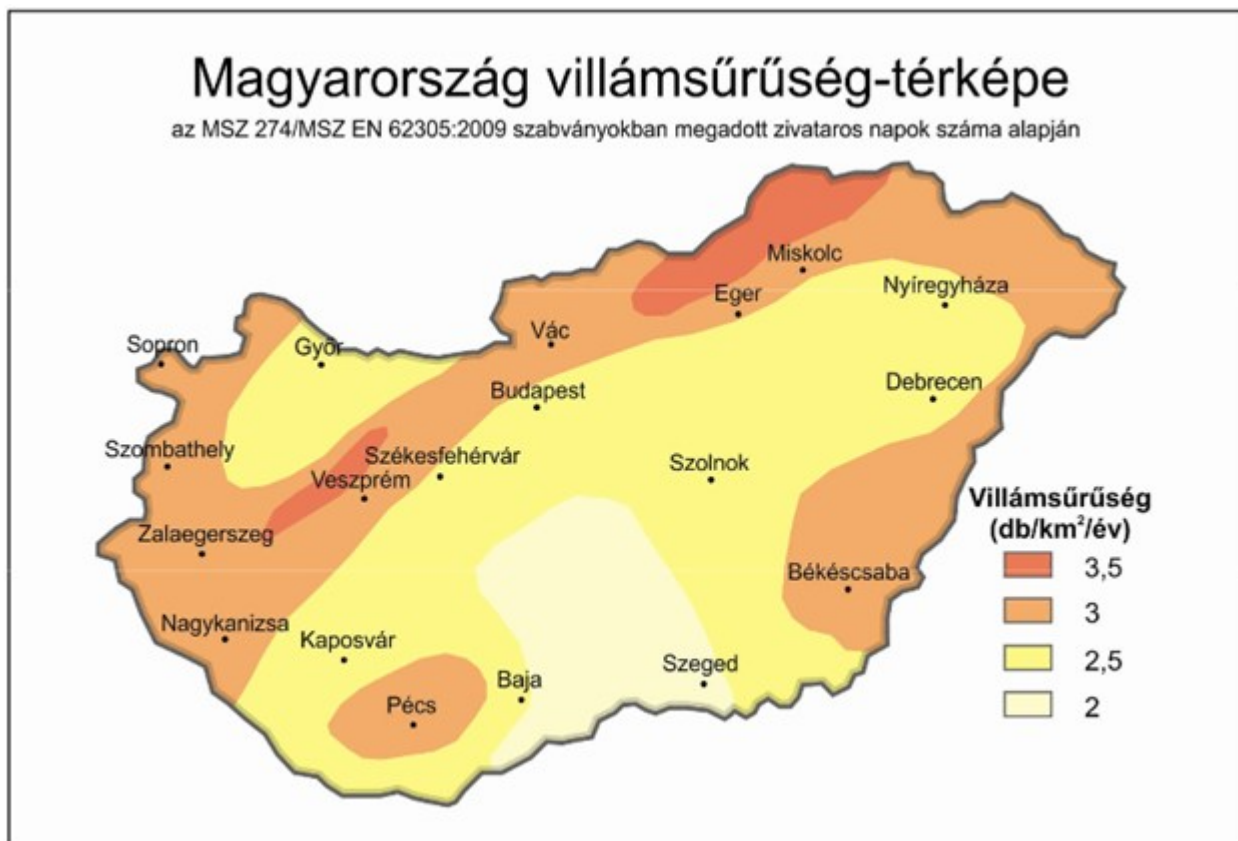 Magyarország villámsűrűség-térképe
az MSZ 274/MSZ EN 62305:2009 szabványokban megadott zivataros napok száma alapján
Miskolc
Nyíregyháza
Eger
Vác
Sopron
Győr
Budapest
Debrecen
Szombathely
Székesfehérvár
Veszprém
Szolnok
Zalaegerszeg
Békéscsaba
Nagykanizsa
Kaposvár
Szeged
Baja
Pécs
Villámsűrűség
(db/km²/év)
3,5
3
2,5
2